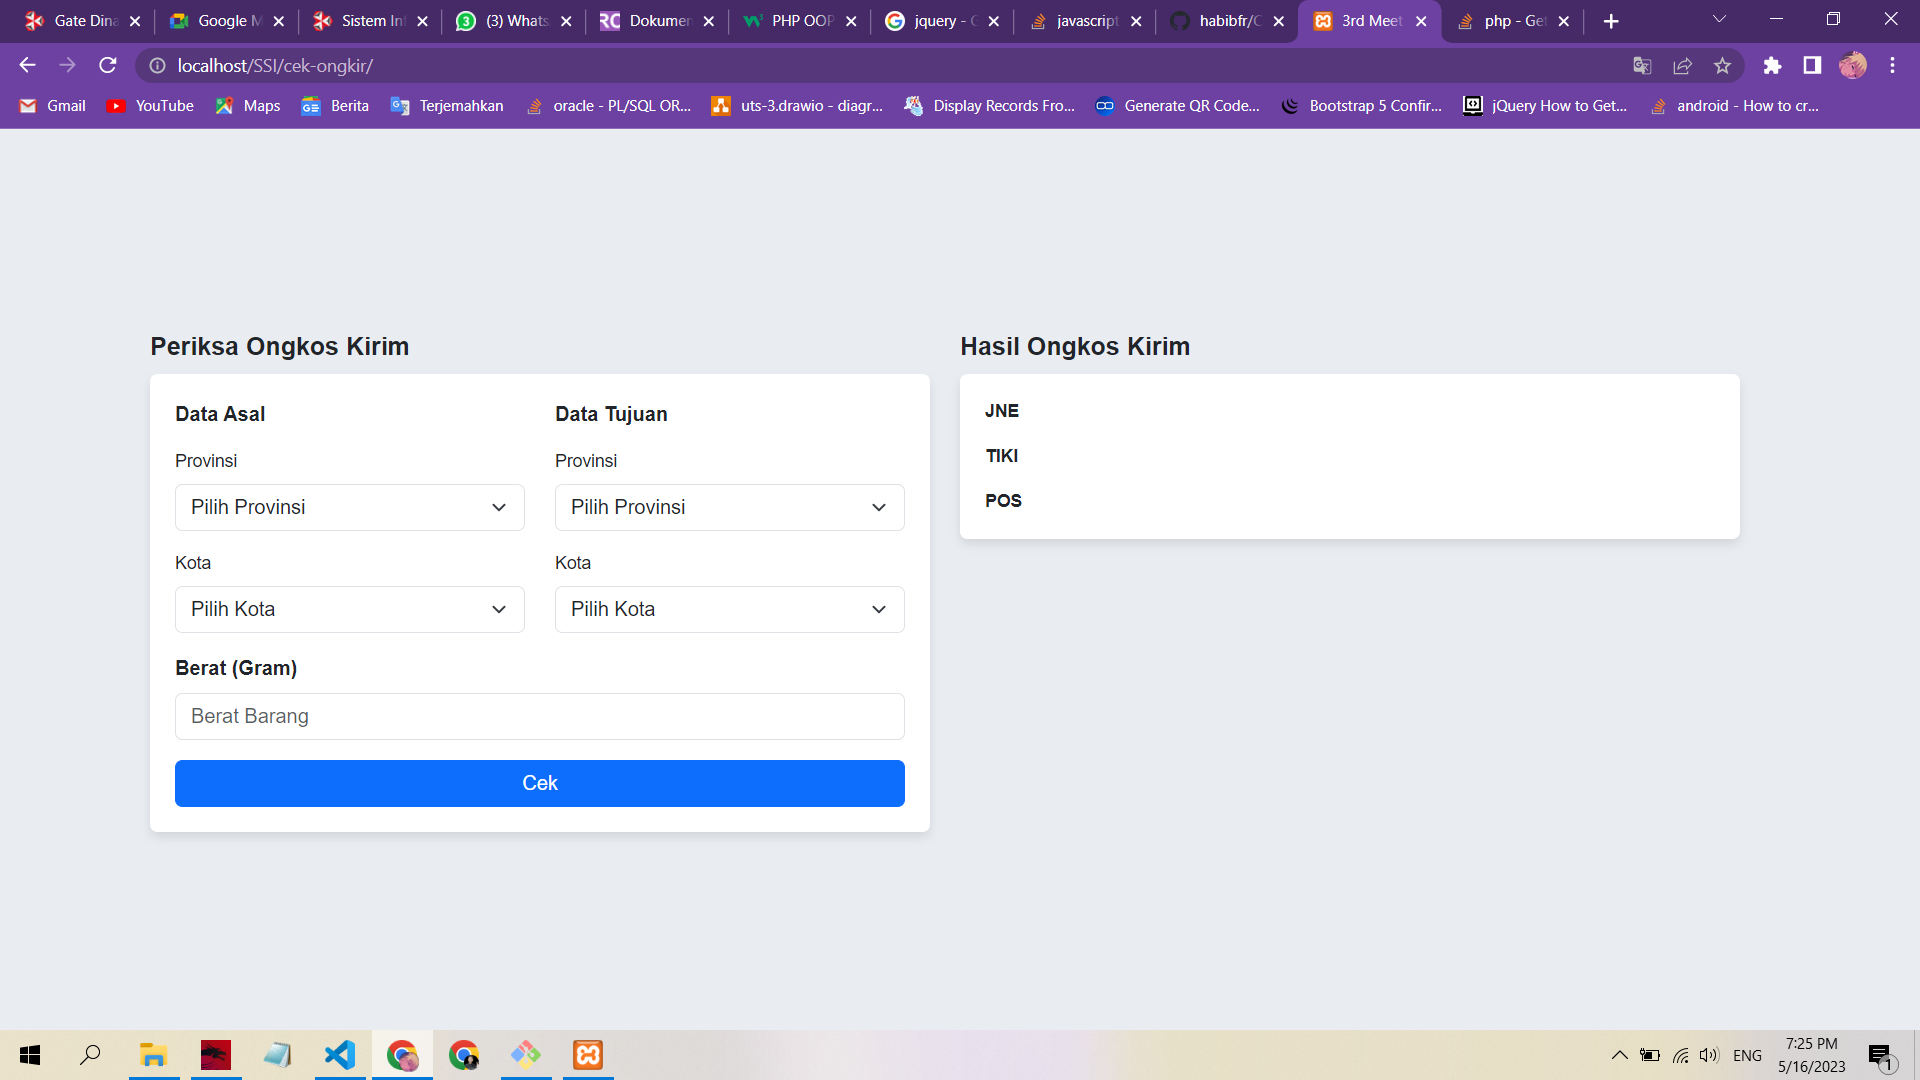 Gate Dina
Google M
Sistem In
(3) Whats
Dokumen
PHP OOP
jquery - G
javascript
habibfr/C
3rd Meet
php - Get
localhost/SSI/cek-ongkir/
Gmail
YouTube
Maps
Berita
Terjemahkan
oracle - PL/SQL OR...
uts-3.drawio - diagr...
Display Records Fro...
Generate QR Code...
Bootstrap 5 Confir...
jQuery How to Get...
android - How to cr...
Periksa Ongkos Kirim
Data Asal
Data Tujuan
Provinsi
Provinsi
Pilih Provinsi
Pilih Provinsi
Kota
Kota
Pilih Kota
Pilih Kota
Berat (Gram)
Berat Barang
Cek
Hasil Ongkos Kirim
JNE
TIKI
POS
ENG
7:25 PM
5/16/2023
1